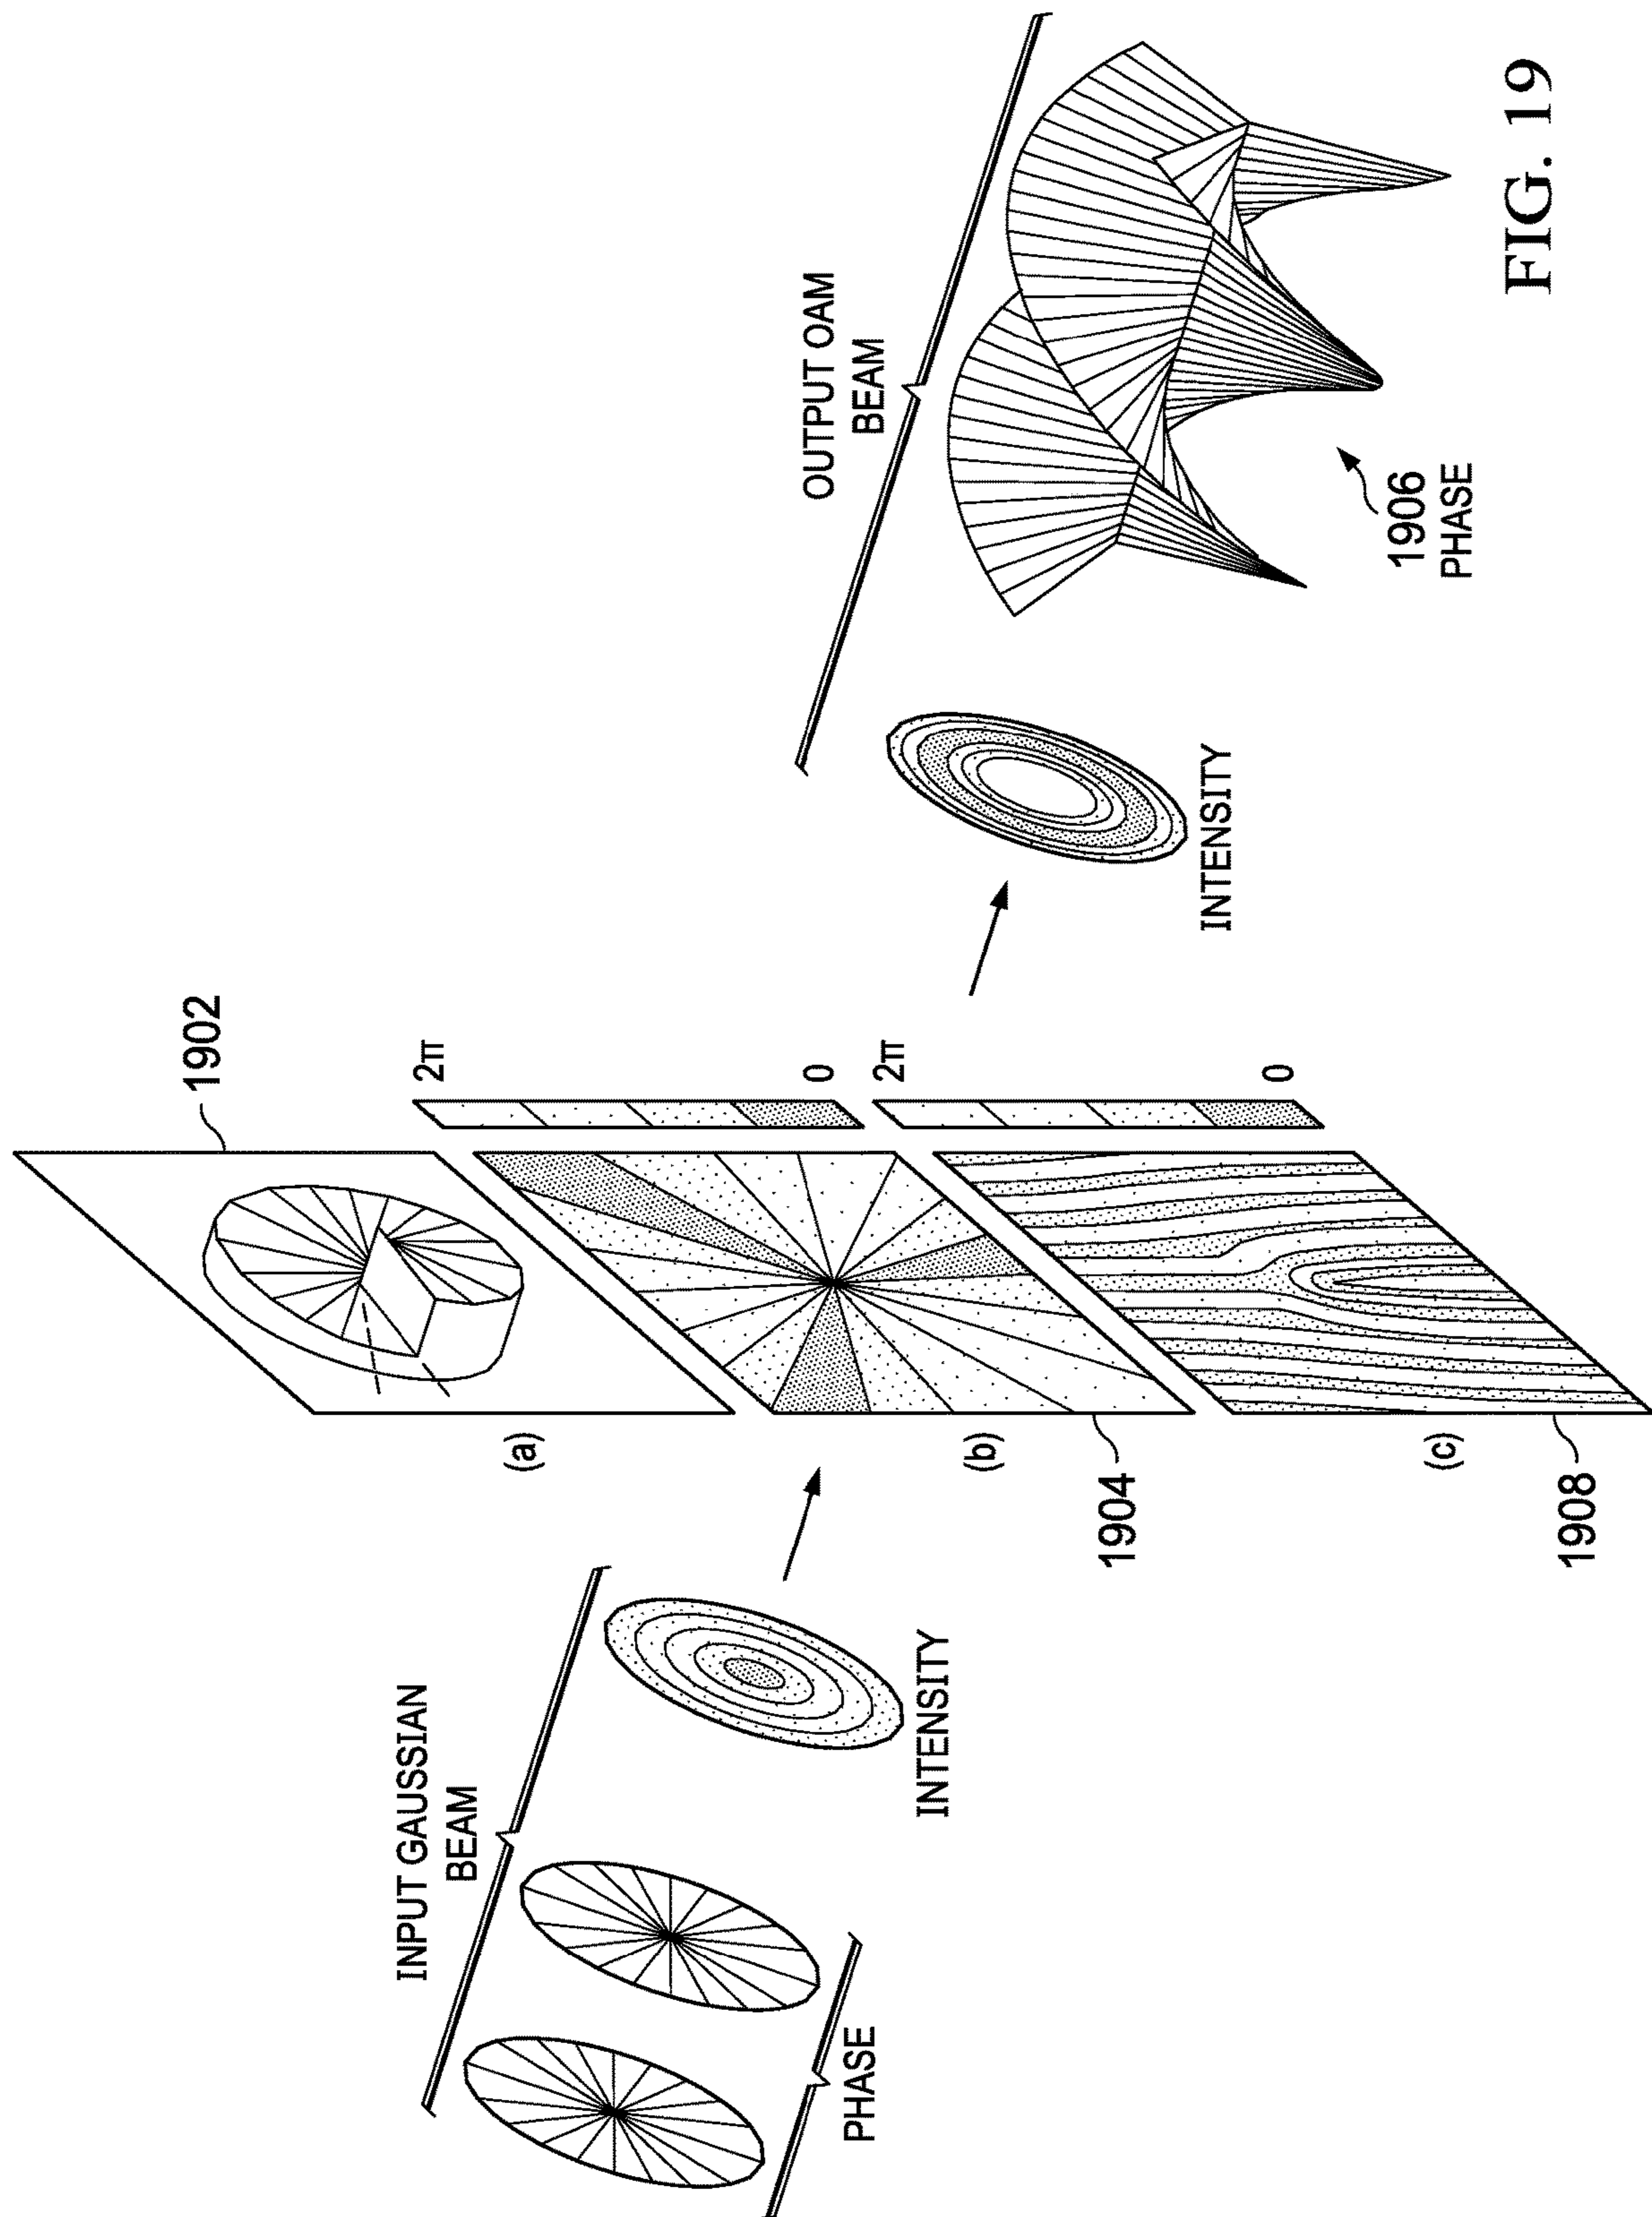 INPUT GAUSSIAN
BEAM
PHASE
INTENSITY
1902
(a)
2π
0
(b)
1904
2π
0
(c)
1908
OUTPUT OAM
BEAM
INTENSITY
1906
PHASE
FIG. 19